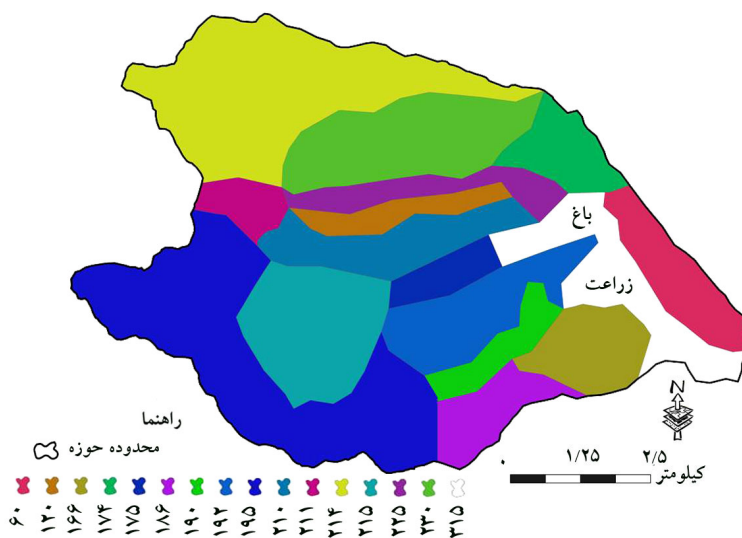 باغ
زراعت
N
راهنما
محدوده حوزه
۰ ۱/۲۵ ۲/۵
کیلومتر
۶۰ ۱۲۰ ۱۶۶ ۱۷۴ ۱۷۵ ۱۸۶ ۱۹۰ ۱۹۲ ۱۹۵ ۲۱۰ ۲۱۱ ۲۱۴ ۲۱۵ ۲۲۵ ۲۳۰ ۳۱۵